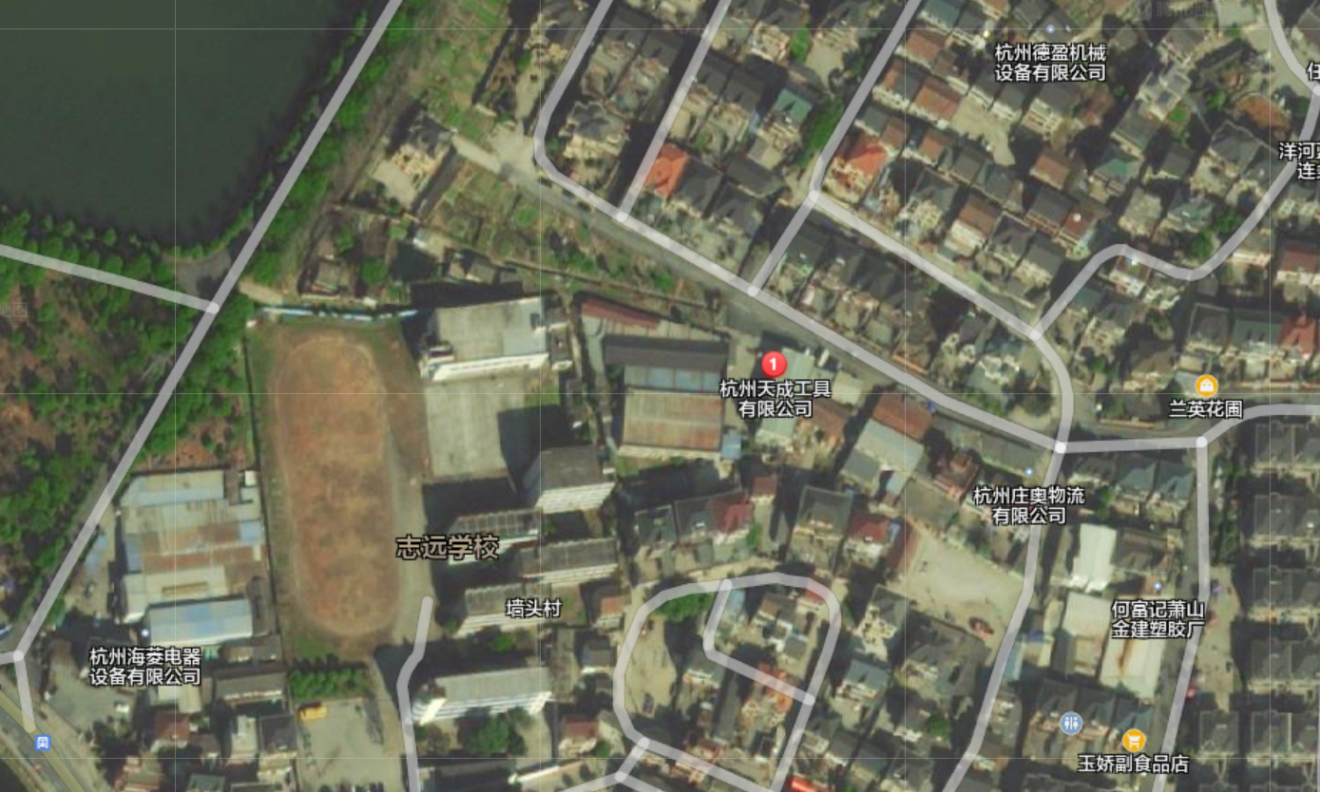 杭州德盈机械
设备有限公司
洋河蓝
连锁
1
杭州天成工具
有限公司
兰英花圃
杭州庄奥物流
有限公司
志远学校
墙头村
何富记萧山
金建塑胶厂
杭州海菱电器
设备有限公司
玉娇副食品店